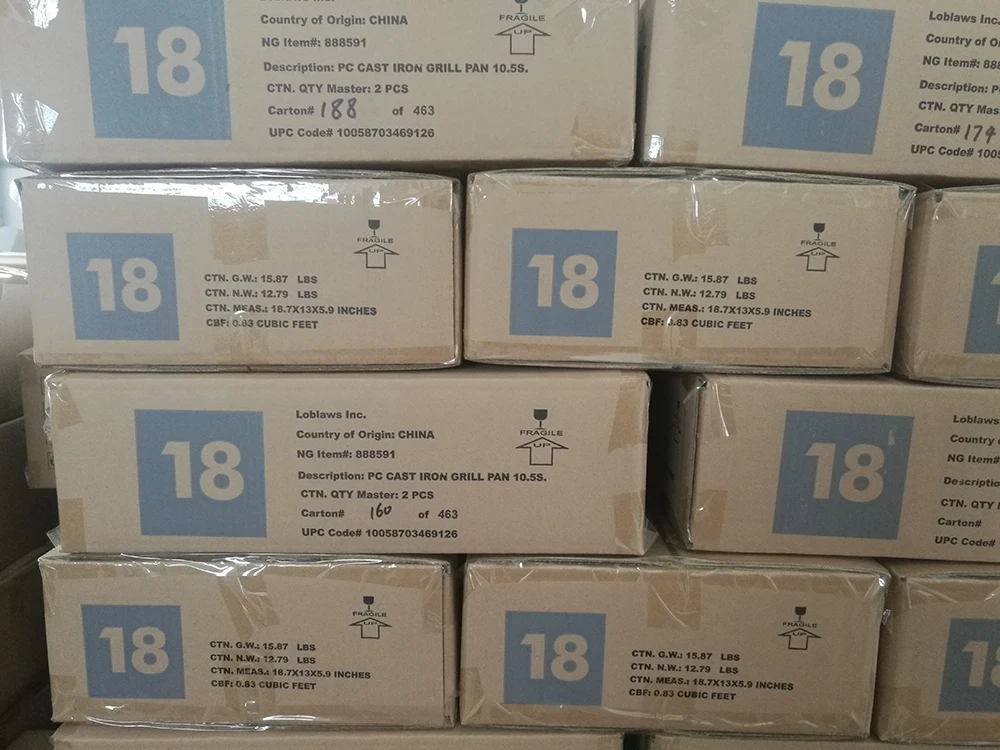 Loblaws Inc.
Country of Origin: CHINA
NG Item#: 888591
Description: PC CAST IRON GRILL PAN 10.5S.
CTN. QTY Master: 2 PCS
Carton# 188 of 463
UPC Code# 10058703469126
18
FRAGILE
UP
18
Loblaws Inc.
Country of
NG Item#:
Description:
CTN. QTY
Carton# 174
UPC Code#
18
FRAGILE
UP
CTN. G.W.: 15.87 LBS
CTN. N.W.: 12.79 LBS
CTN. MEAS.: 18.7X13X5.9 INCHES
CBF: 0.83 CUBIC FEET
18
FRAGILE
UP
CTN. G.W.: 15.87 LBS
CTN. N.W.: 12.79 LBS
CTN. MEAS.: 18.7X13X5.9 INCHES
CBF: 0.83 CUBIC FEET
18
Loblaws Inc.
Country of Origin: CHINA
NG Item#: 888591
Description: PC CAST IRON GRILL PAN 10.5S.
CTN. QTY Master: 2 PCS
Carton# 160 of 463
UPC Code# 10058703469126
FRAGILE
UP
18
Loblaws
Country
NG Item#
CTN. QTY
Carton#
UPC Code#
18
FRAGILE
UP
CTN. G.W.: 15.87 LBS
CTN. N.W.: 12.79 LBS
CTN. MEAS.: 18.7X13X5.9 INCHES
CBF: 0.83 CUBIC FEET
18
FRAGILE
UP
CTN. G.W.: 15.87 LBS
CTN. N.W.: 12.79 LBS
CTN. MEAS.: 18.7X13X5.9 INCHES
CBF: 0.83 CUBIC FEET
18